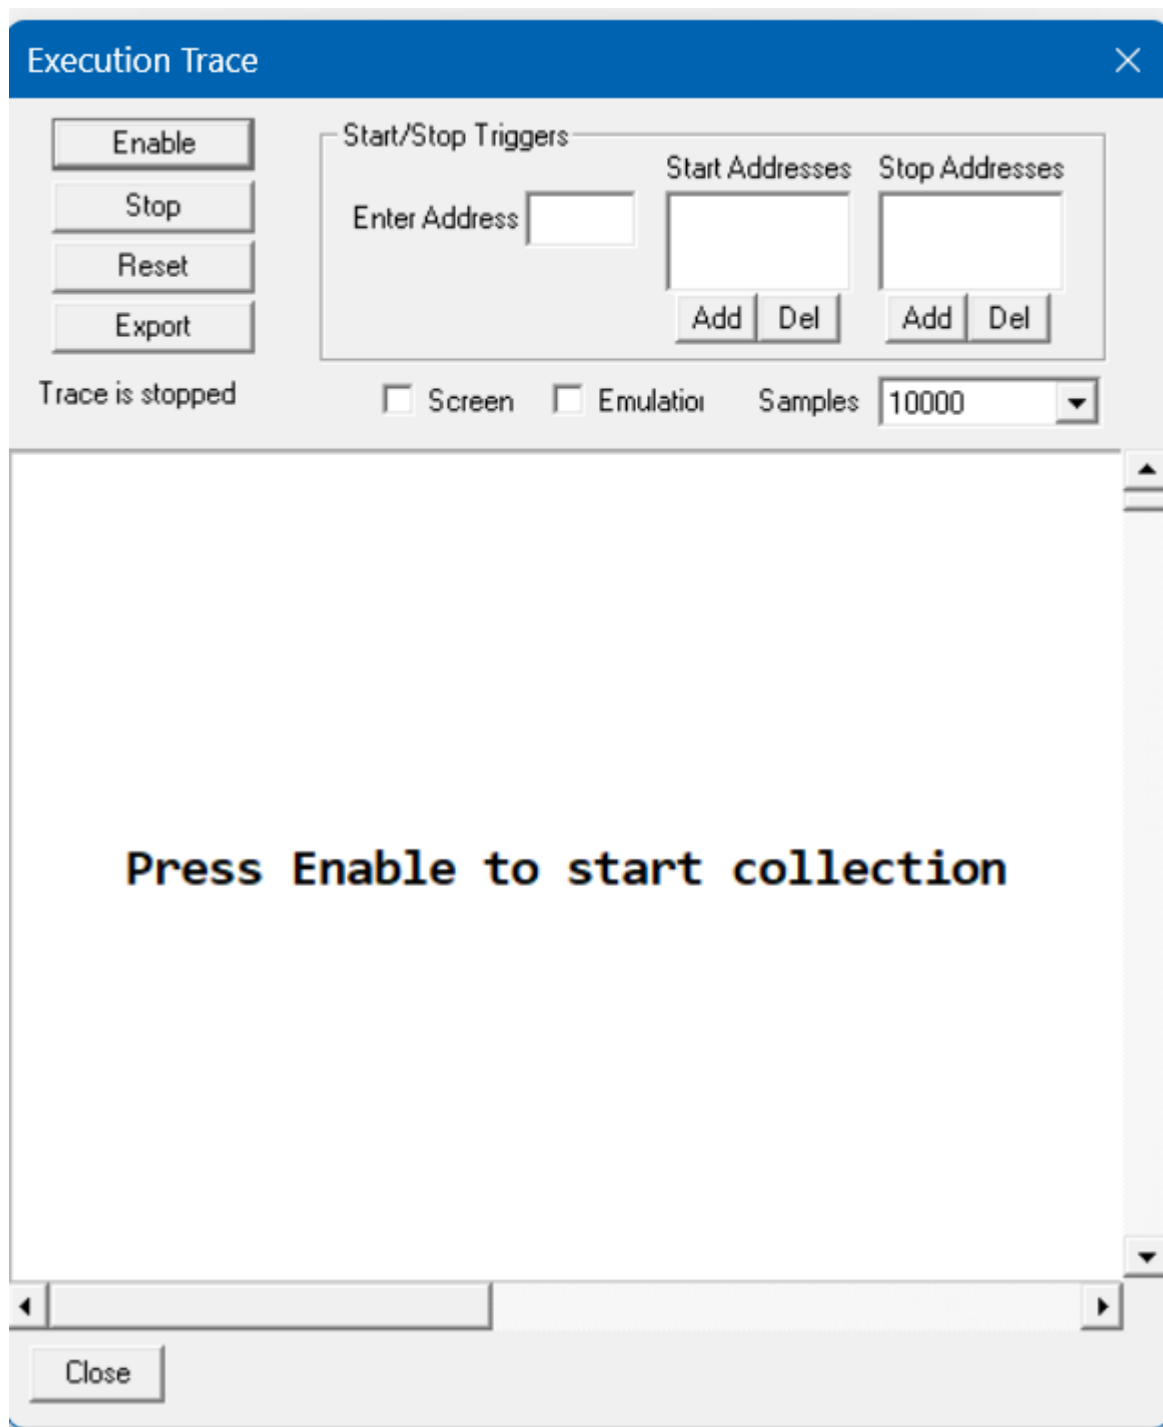 Execution Trace
Enable
Stop
Reset
Export
Trace is stopped
Start/Stop Triggers
Enter Address
Start Addresses
Add Del
Stop Addresses
Add Del
Screen
Emulation
Samples 10000
Press Enable to start collection
Close